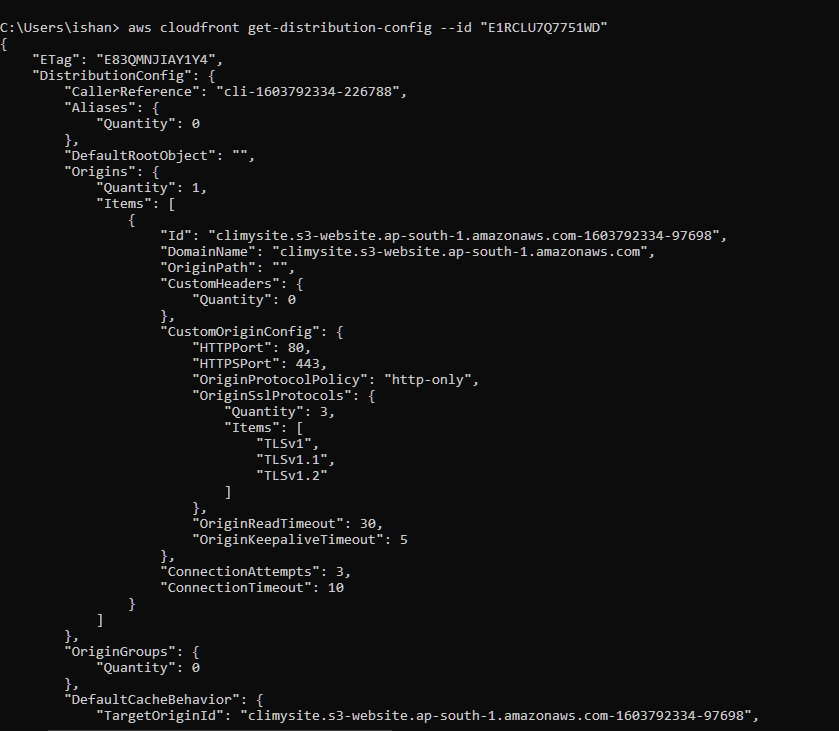 C:\Users\ishan> aws cloudfront get-distribution-config --id "E1RCLU7Q7751WD"
{
    "ETag": "E83QMNJIAY1Y4",
    "DistributionConfig": {
        "CallerReference": "cli-1603792334-226788",
        "Aliases": {
            "Quantity": 0
        },
        "DefaultRootObject": "",
        "Origins": {
            "Quantity": 1,
            "Items": [
                {
                    "Id": "climysite.s3-website.ap-south-1.amazonaws.com-1603792334-97698",
                    "DomainName": "climysite.s3-website.ap-south-1.amazonaws.com",
                    "OriginPath": "",
                    "CustomHeaders": {
                        "Quantity": 0
                    },
                    "CustomOriginConfig": {
                        "HTTPPort": 80,
                        "HTTPSPort": 443,
                        "OriginProtocolPolicy": "http-only",
                        "OriginSslProtocols": {
                            "Quantity": 3,
                            "Items": [
                                "TLSv1",
                                "TLSv1.1",
                                "TLSv1.2"
                            ]
                        },
                        "OriginReadTimeout": 30,
                        "OriginKeepaliveTimeout": 5
                    },
                    "ConnectionAttempts": 3,
                    "ConnectionTimeout": 10
                }
            ]
        },
        "OriginGroups": {
            "Quantity": 0
        },
        "DefaultCacheBehavior": {
            "TargetOriginId": "climysite.s3-website.ap-south-1.amazonaws.com-1603792334-97698",